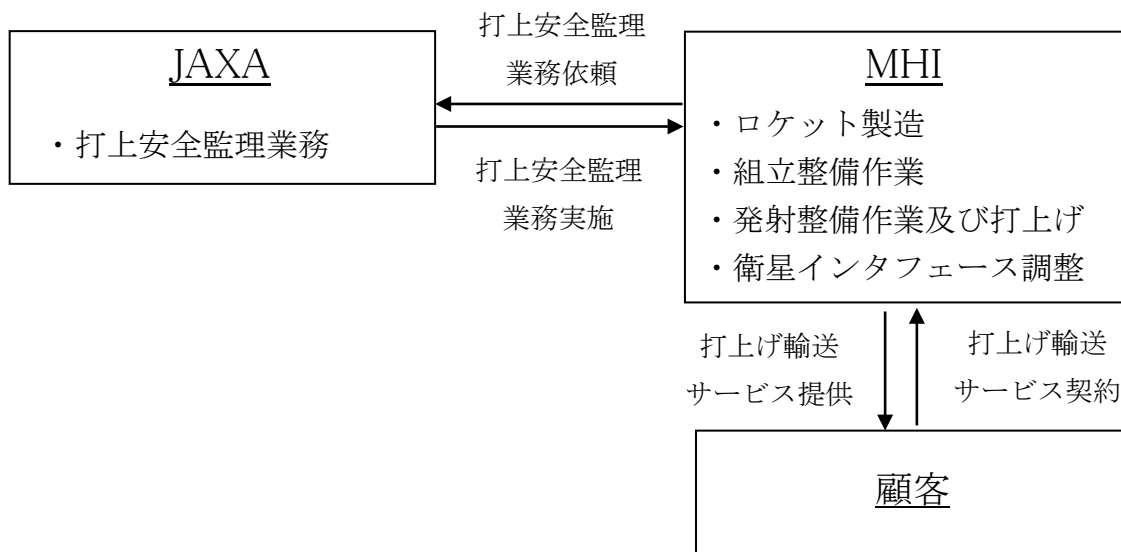 JAXA
・打上安全監理業務
打上安全監理
業務依頼
打上安全監理
業務実施
MHI
・ロケット製造
・組立整備作業
・発射整備作業及び打上げ
・衛星インタフェース調整
打上げ輸送
サービス提供
打上げ輸送
サービス契約
顧客